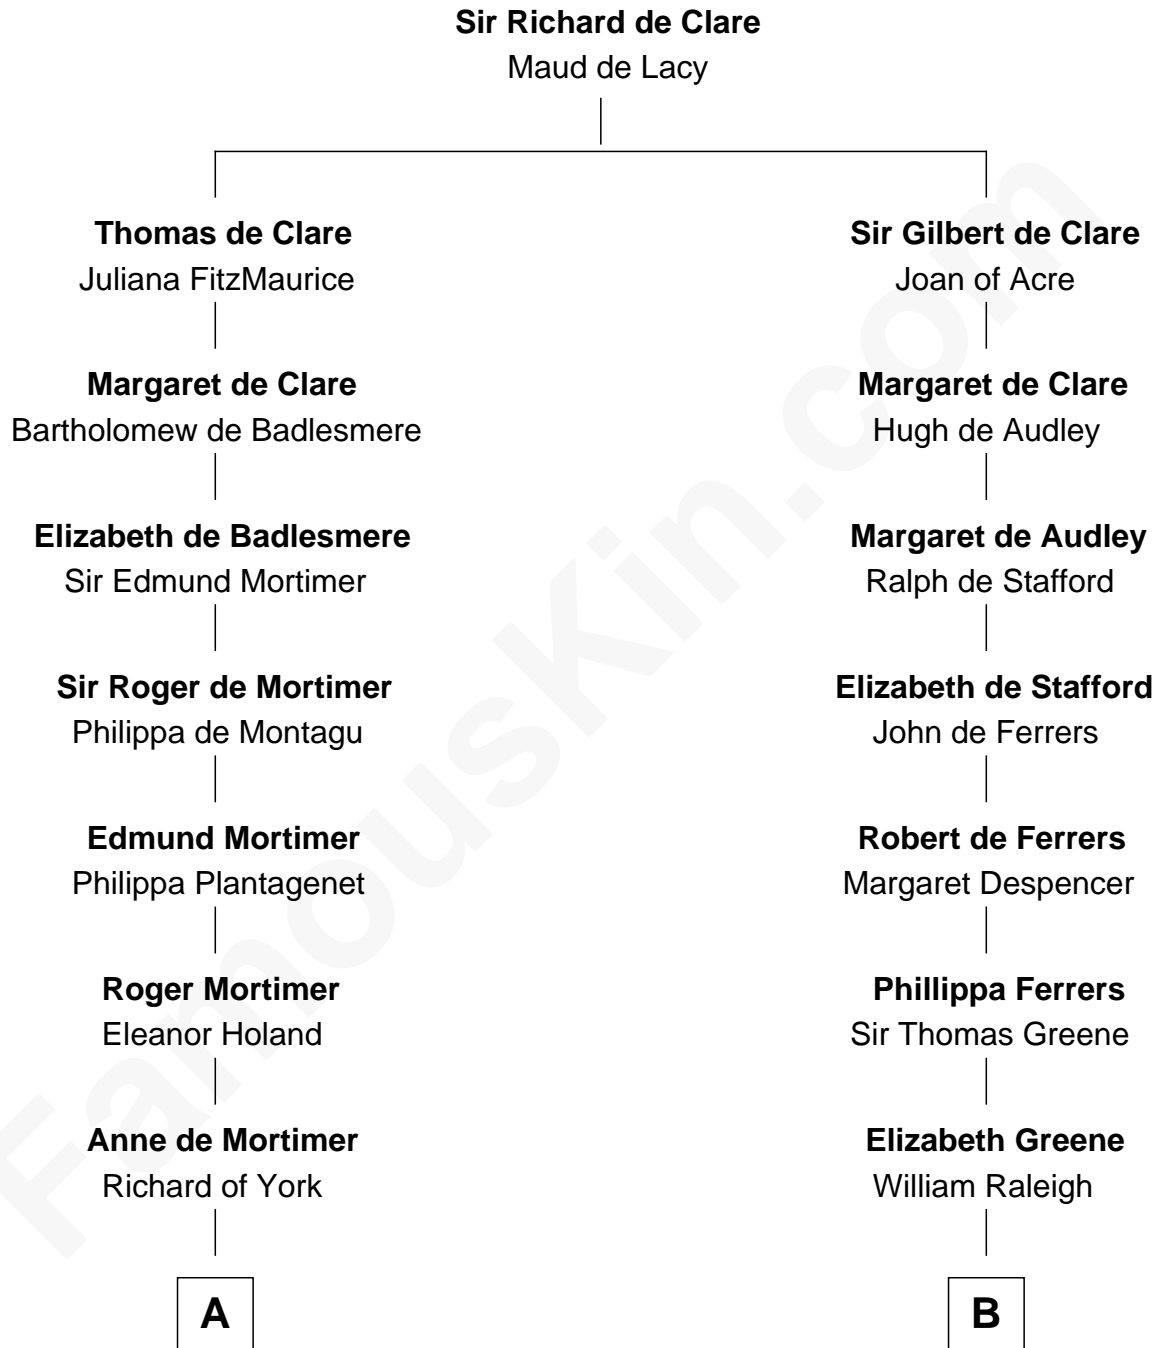 Sir Richard de Clare
Maud de Lacy
Thomas de Clare
Juliana FitzMaurice
Sir Gilbert de Clare
Joan of Acre
Margaret de Clare
Bartholomew de Badlesmere
Margaret de Clare
Hugh de Audley
Elizabeth de Badlesmere
Sir Edmund Mortimer
Margaret de Audley
Ralph de Stafford
Sir Roger de Mortimer
Philippa de Montagu
Elizabeth de Stafford
John de Ferrers
Edmund Mortimer
Philippa Plantagenet
Robert de Ferrers
Margaret Despencer
Roger Mortimer
Eleanor Holand
Phillippa Ferrers
Sir Thomas Greene
Anne de Mortimer
Richard of York
Elizabeth Greene
William Raleigh
A
B
FamousKin.com